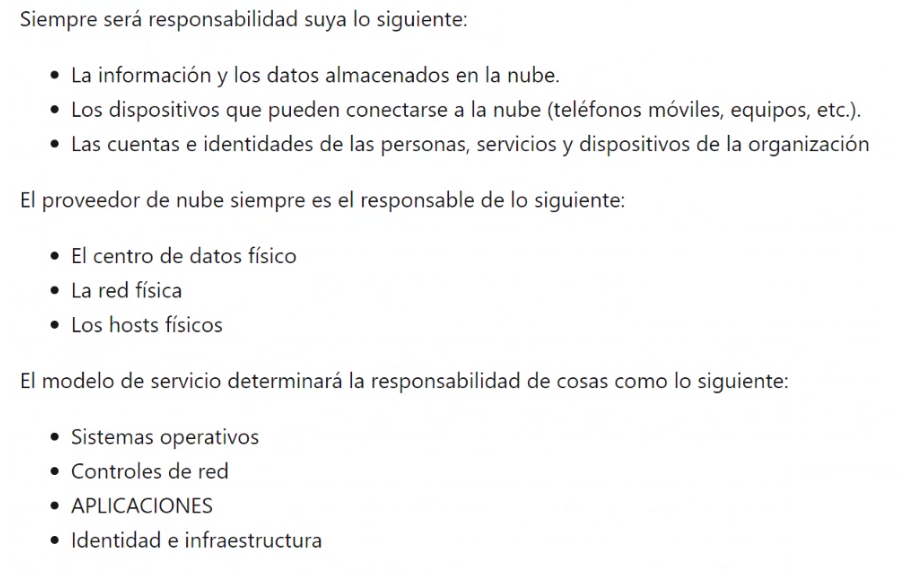 Siempre será responsabilidad suya lo siguiente:
• La información y los datos almacenados en la nube.
• Los dispositivos que pueden conectarse a la nube (teléfonos móviles, equipos, etc.).
• Las cuentas e identidades de las personas, servicios y dispositivos de la organización
El proveedor de nube siempre es el responsable de lo siguiente:
• El centro de datos físico
• La red física
• Los hosts físicos
El modelo de servicio determinará la responsabilidad de cosas como lo siguiente:
• Sistemas operativos
• Controles de red
• APLICACIONES
• Identidad e infraestructura